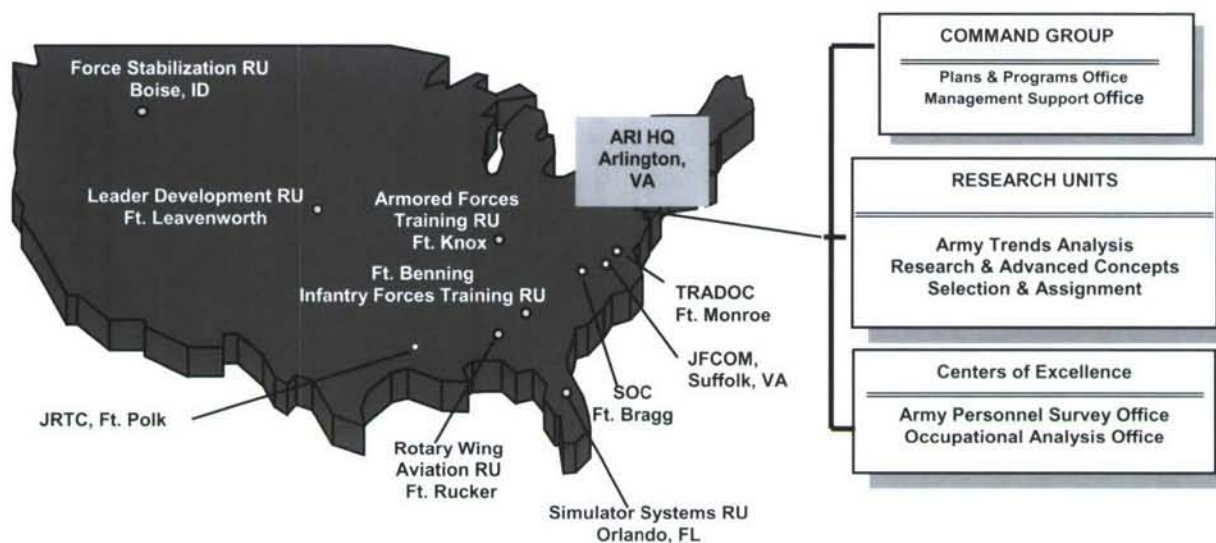 Force Stabilization RU
Boise, ID
Leader Development RU
Ft. Leavenworth
Armored Forces
Training RU
Ft. Knox
Ft. Benning
Infantry Forces Training RU
ARI HQ
Arlington,
VA
TRADOC
Ft. Monroe
JFCOM,
Suffolk, VA
SOC
Ft. Bragg
JRTC, Ft. Polk
Rotary Wing
Aviation RU
Ft. Rucker
Simulator Systems RU
Orlando, FL
COMMAND GROUP
Plans & Programs Office
Management Support Office
RESEARCH UNITS
Army Trends Analysis
Research & Advanced Concepts
Selection & Assignment
Centers of Excellence
Army Personnel Survey Office
Occupational Analysis Office